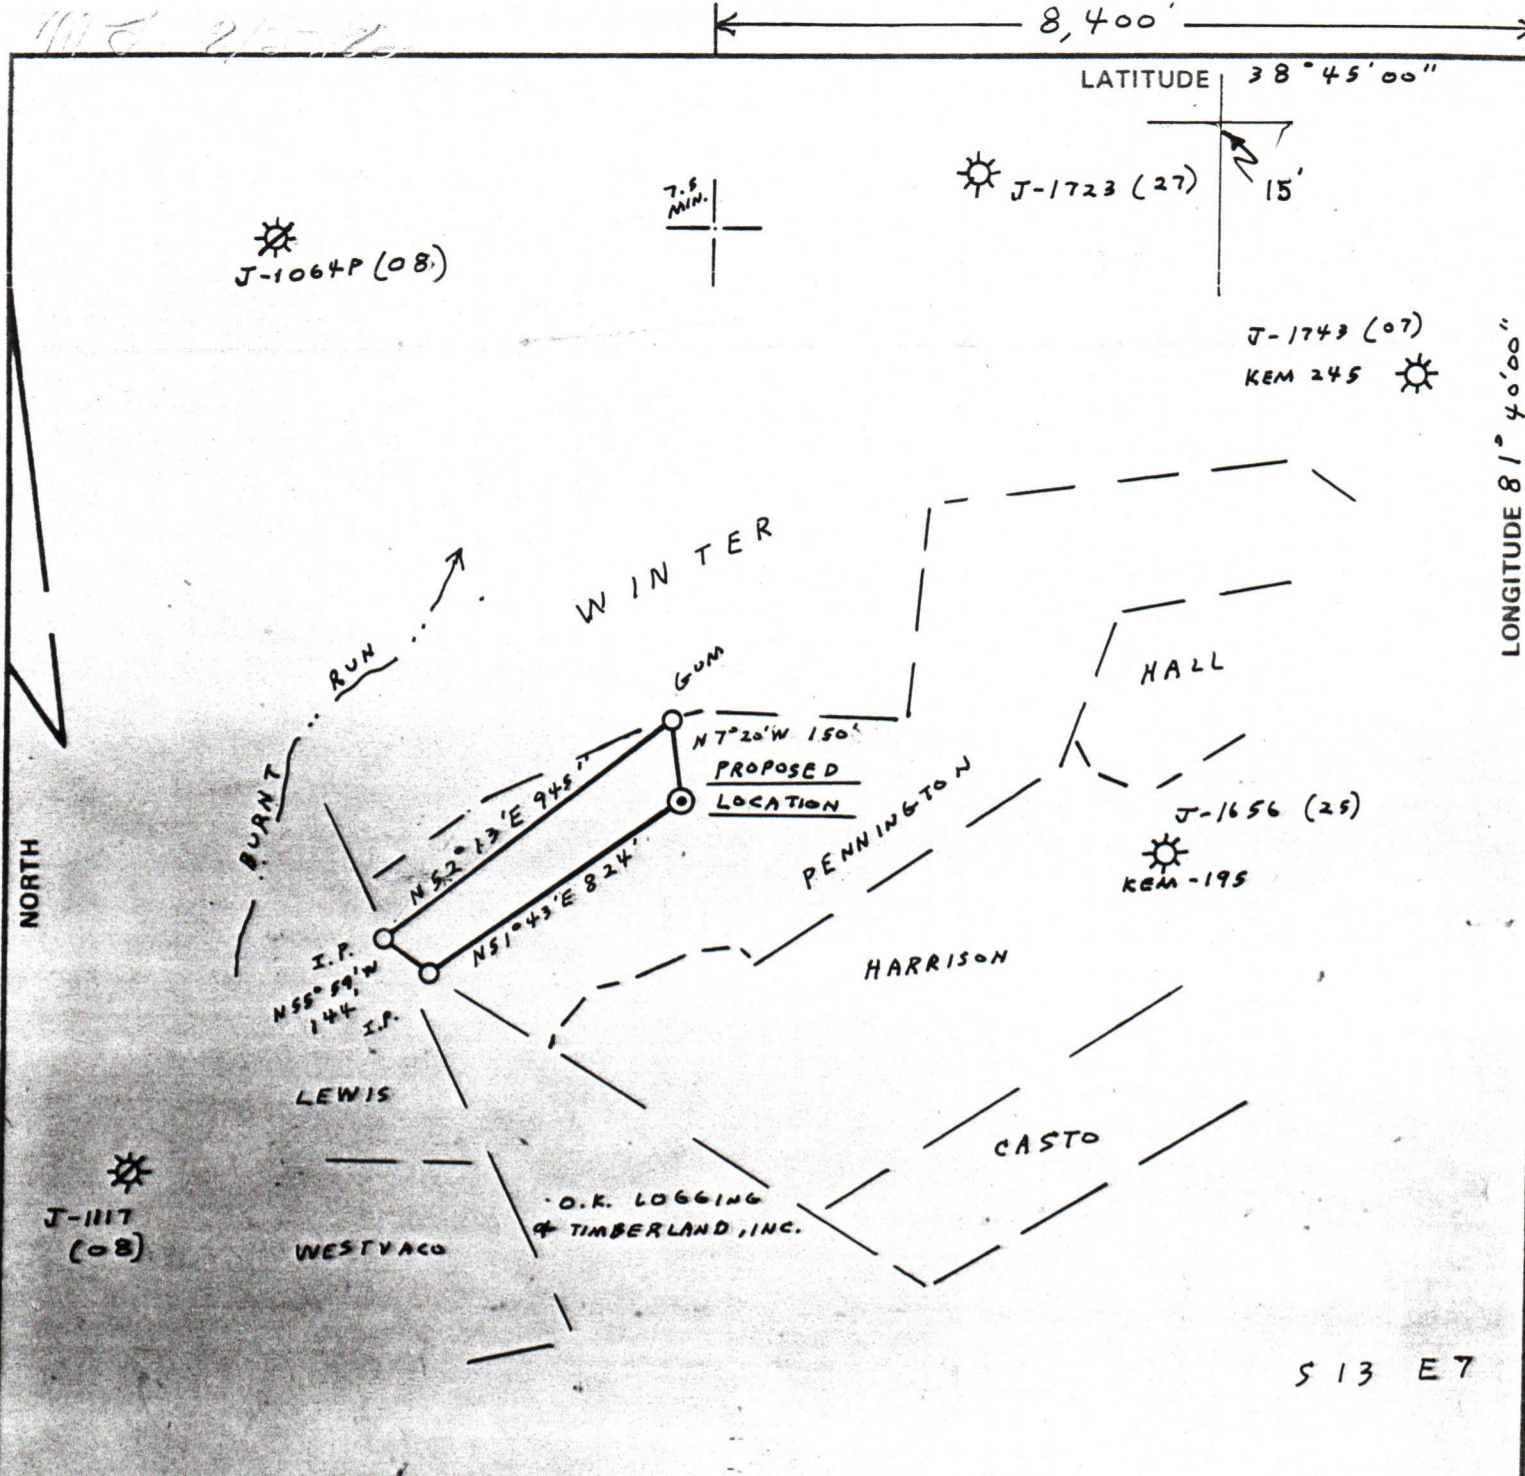 8,400'
LATITUDE 38°45'00"
7.5
MIN.
J-1723 (27)
15'
J-1064P (08)
J-1743 (07)
KEM 245
LONGITUDE 81°40'00"
WINTER
BURNT RUN
GUM
N7°20'W 150'
PROPOSED
LOCATION
HALL
N52°13'E 945'
N51°43'E 824'
PENNINGTON
J-1656 (25)
KEM-195
NORTH
I.P.
N55°59'W
144'
I.P.
HARRISON
LEWIS
CASTO
J-1117
(08)
O.K. LOGGING
& TIMBERLAND, INC.
WESTVACO
S 13 E 7